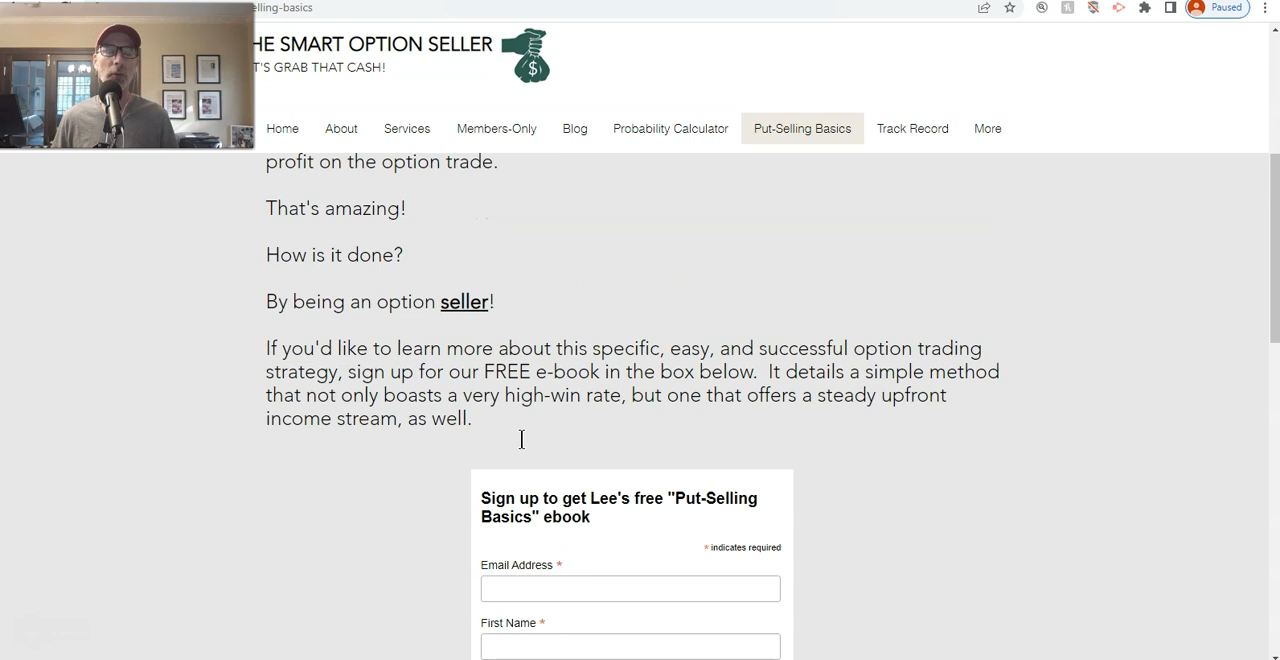 elling-basics
Paused
HE SMART OPTION SELLER
T'S GRAB THAT CASH!
$
Home About Services Members-Only Blog Probability Calculator Put-Selling Basics Track Record More
profit on the option trade.
That's amazing!
How is it done?
By being an option seller!
If you'd like to learn more about this specific, easy, and successful option trading
strategy, sign up for our FREE e-book in the box below. It details a simple method
that not only boasts a very high-win rate, but one that offers a steady upfront
income stream, as well.
Sign up to get Lee's free "Put-Selling
Basics" ebook
* indicates required
Email Address *
First Name *